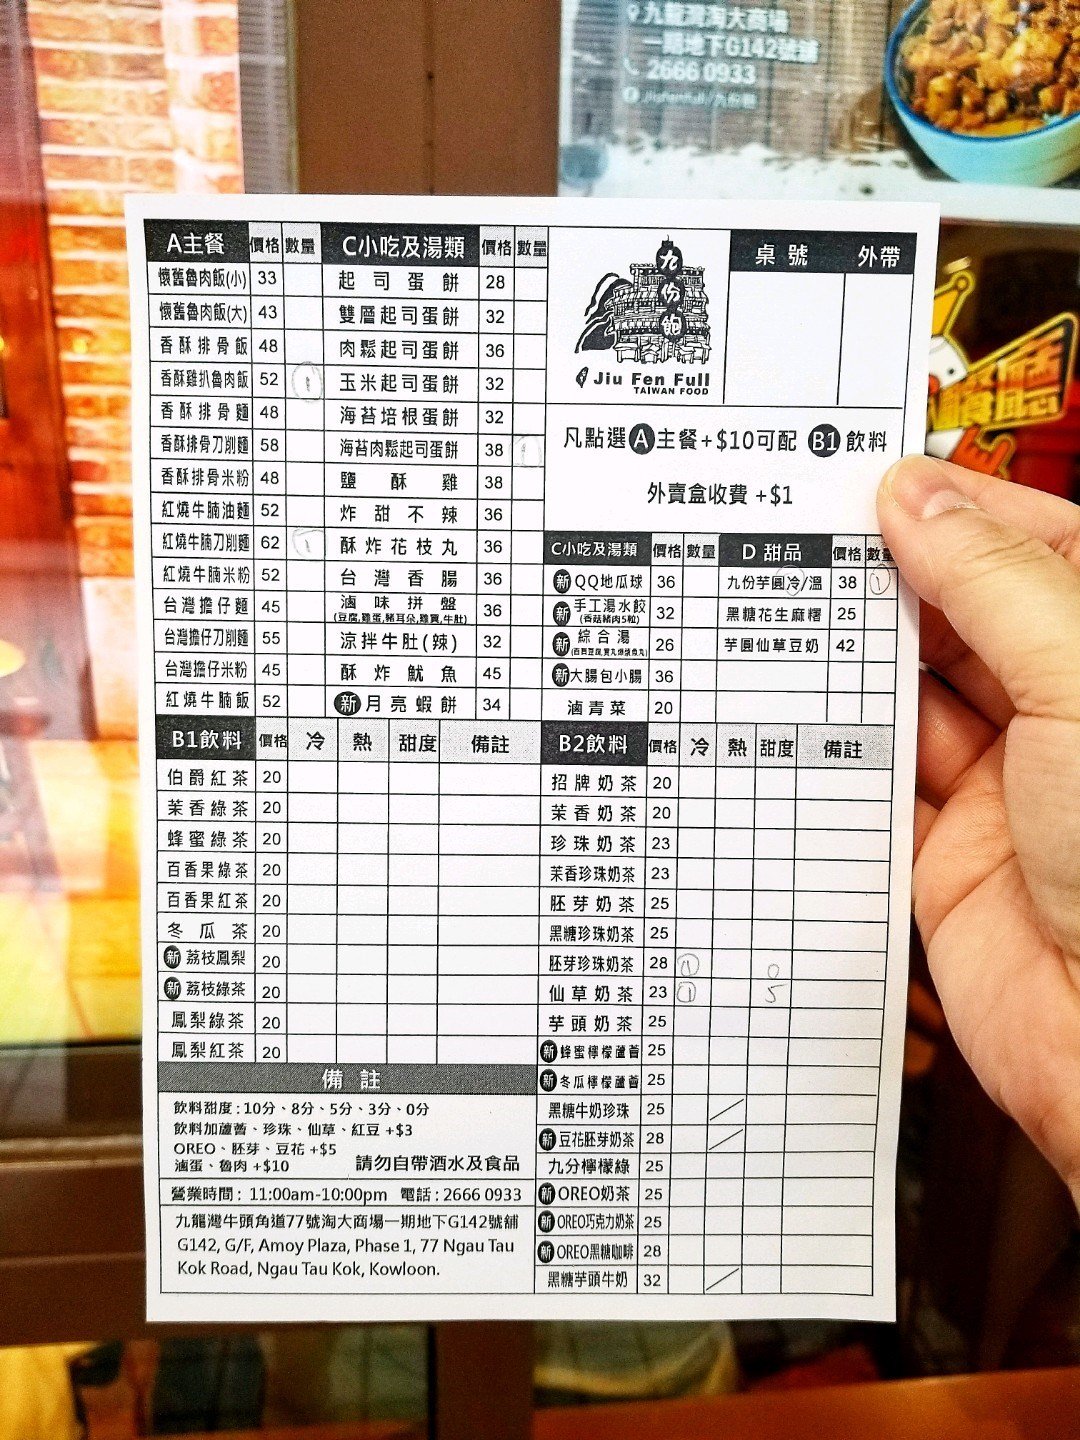 九龍灣淘大商場
一期地下G142號舖
2666 0933
A主餐 價格 數量
懷舊魯肉飯(小) 33
懷舊魯肉飯(大) 43
香酥排骨飯 48
香酥雞扒魯肉飯 52 1
香酥排骨麵 48
香酥排骨刀削麵 58
香酥排骨米粉 48
紅燒牛腩油麵 52
紅燒牛腩刀削麵 62 1
紅燒牛腩米粉 52
台灣擔仔麵 45
台灣擔仔刀削麵 55
台灣擔仔米粉 45
紅燒牛腩飯 52
C小吃及湯類 價格 數量
起司蛋餅 28
雙層起司蛋餅 32
肉鬆起司蛋餅 36
玉米起司蛋餅 32
海苔培根蛋餅 32
海苔肉鬆起司蛋餅 38 1
鹽酥雞 38
炸甜不辣 36
酥炸花枝丸 36
台灣香腸 36
滷味拼盤 36
(豆腐,雞蛋,豬耳朵,雞寶,牛肚)
涼拌牛肚(辣) 32
酥炸魷魚 45
新 月亮蝦餅 34
九份飽
Jiu Fen Full
TAIWAN FOOD
桌號 外帶
凡點選A主餐+$10可配 B1飲料
外賣盒收費 +$1
C小吃及湯類 價格 數量
新 QQ地瓜球 36
新 手工湯水餃 32
(香菇豬肉5粒)
新 綜合湯 26
新 大腸包小腸 36
滷青菜 20
D 甜品 價格 數量
九份芋圓冷/溫 38 1
黑糖花生麻糬 25
芋圓仙草豆奶 42
B1飲料 價格 冷 熱 甜度 備註
伯爵紅茶 20
茉香綠茶 20
蜂蜜綠茶 20
百香果綠茶 20
百香果紅茶 20
冬瓜茶 20
新 荔枝鳳梨 20
新 荔枝綠茶 20
鳳梨綠茶 20
鳳梨紅茶 20
備註
飲料甜度:10分、8分、5分、3分、0分
飲料加蘆薈、珍珠、仙草、紅豆 +$3
OREO、胚芽、豆花 +$5
滷蛋、魯肉 +$10 請勿自帶酒水及食品
營業時間: 11:00am-10:00pm 電話:2666 0933
九龍灣牛頭角道77號淘大商場一期地下G142號舖
G142, G/F, Amoy Plaza, Phase 1, 77 Ngau Tau
Kok Road, Ngau Tau Kok, Kowloon.
B2飲料 價格 冷 熱 甜度 備註
招牌奶茶 20
茉香奶茶 20
珍珠奶茶 23
茉香珍珠奶茶 23
胚芽奶茶 25
黑糖珍珠奶茶 25
胚芽珍珠奶茶 28 1 0
仙草奶茶 23 1 5
芋頭奶茶 25
新 蜂蜜檸檬蘆薈 25
新 冬瓜檸檬蘆薈 25
黑糖牛奶珍珠 25
新 豆花胚芽奶茶 28
九分檸檬綠 25
新 OREO奶茶 25
新 OREO巧克力奶茶 25
新 OREO黑糖咖啡 28
黑糖芋頭牛奶 32